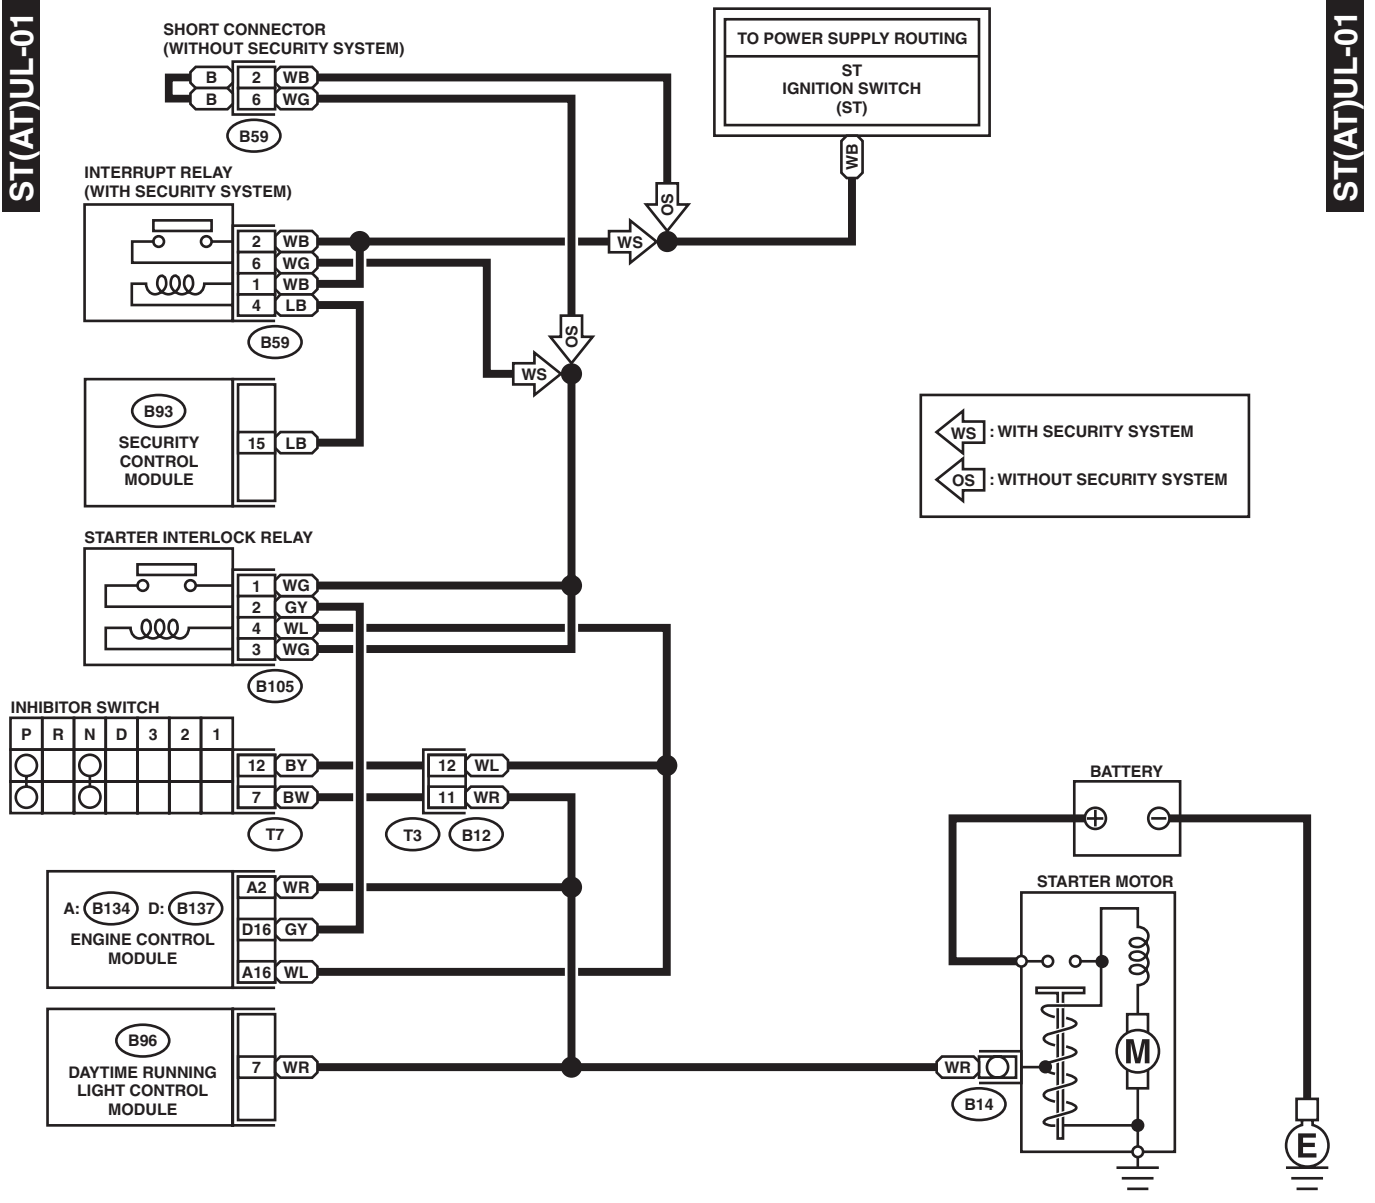 ST(AT)UL-01
ST(AT)UL-01
SHORT CONNECTOR
(WITHOUT SECURITY SYSTEM)
B 2 WB
B 6 WG
B59
TO POWER SUPPLY ROUTING
ST
IGNITION SWITCH
(ST)
WB
INTERRUPT RELAY
(WITH SECURITY SYSTEM)
2 WB
6 WG
1 WB
4 LB
B59
OS
WS
OS
WS
B93
SECURITY
CONTROL
MODULE
15 LB
WS : WITH SECURITY SYSTEM
OS : WITHOUT SECURITY SYSTEM
STARTER INTERLOCK RELAY
1 WG
2 GY
4 WL
3 WG
B105
INHIBITOR SWITCH
P R N D 3 2 1
12 BY 12 WL
7 BW 11 WR
T7 T3 B12
A: B134 D: B137
ENGINE CONTROL
MODULE
A2 WR
D16 GY
A16 WL
B96
DAYTIME RUNNING
LIGHT CONTROL
MODULE
7 WR
BATTERY
+ −
STARTER MOTOR
M
WR
B14
E